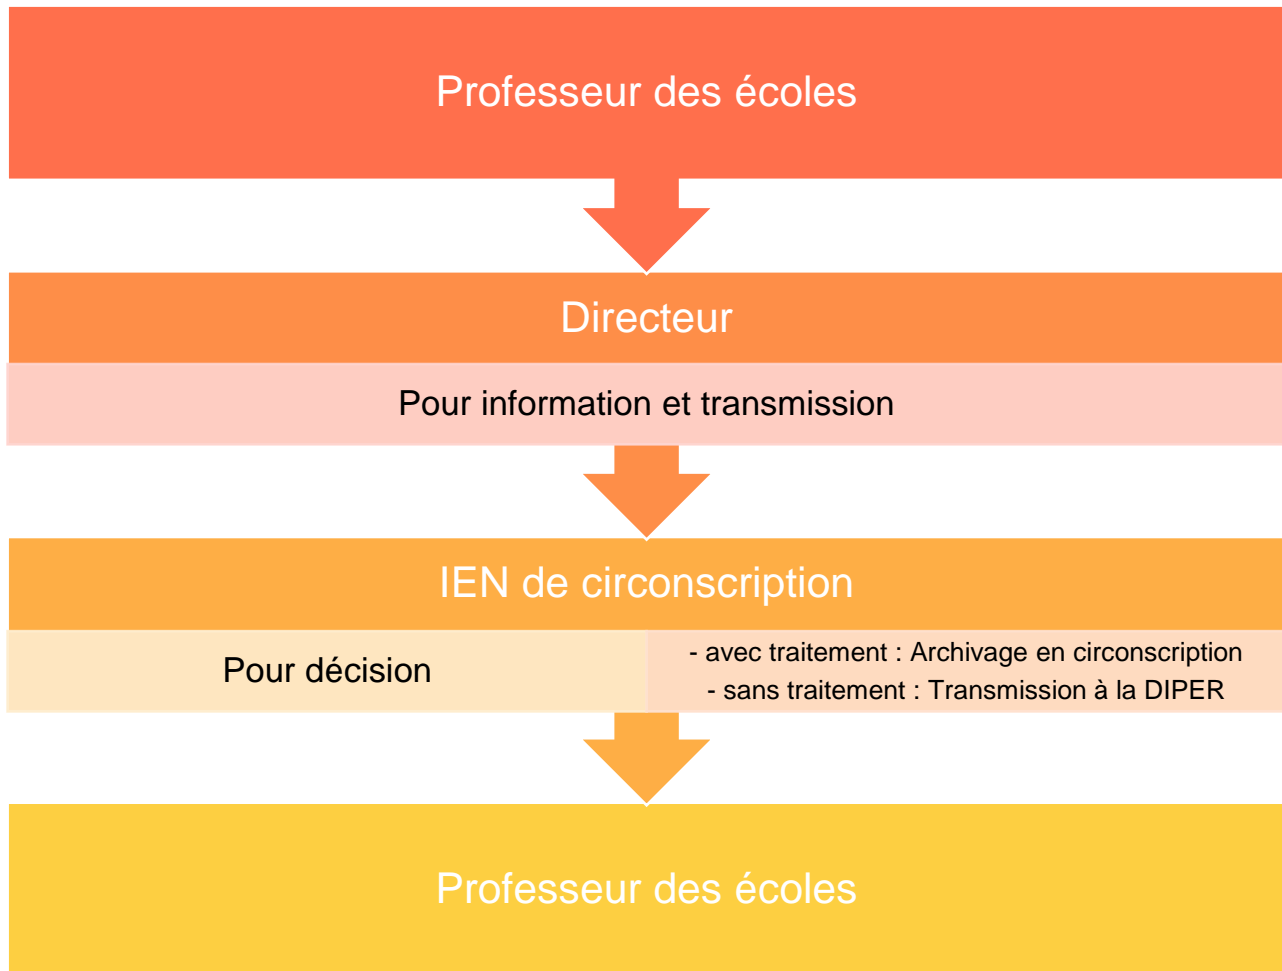 Professeur des écoles
Directeur
Pour information et transmission
IEN de circonscription
Pour décision
- avec traitement : Archivage en circonscription
- sans traitement : Transmission à la DIPER
Professeur des écoles